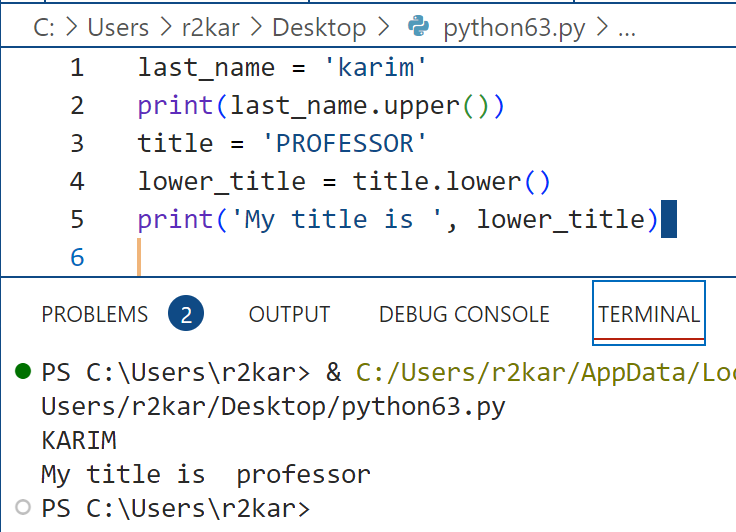 C: > Users > r2kar > Desktop > python63.py > ...
1 last_name = 'karim'
2 print(last_name.upper())
3 title = 'PROFESSOR'
4 lower_title = title.lower()
5 print('My title is ', lower_title)
6
PROBLEMS 2 OUTPUT DEBUG CONSOLE TERMINAL
PS C:\Users\r2kar> & C:/Users/r2kar/AppData/Loc
Users/r2kar/Desktop/python63.py
KARIM
My title is  professor
PS C:\Users\r2kar>